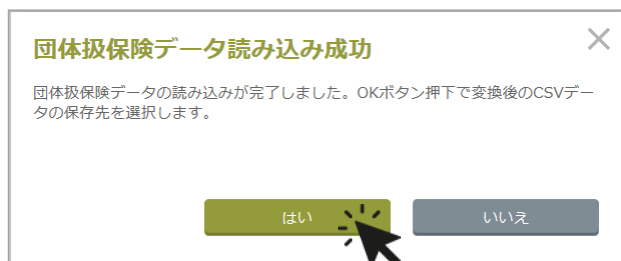 団体扱保険データ読み込み成功
団体扱保険データの読み込みが完了しました。OKボタン押下で変換後のCSVデー
タの保存先を選択します。
はい
いいえ